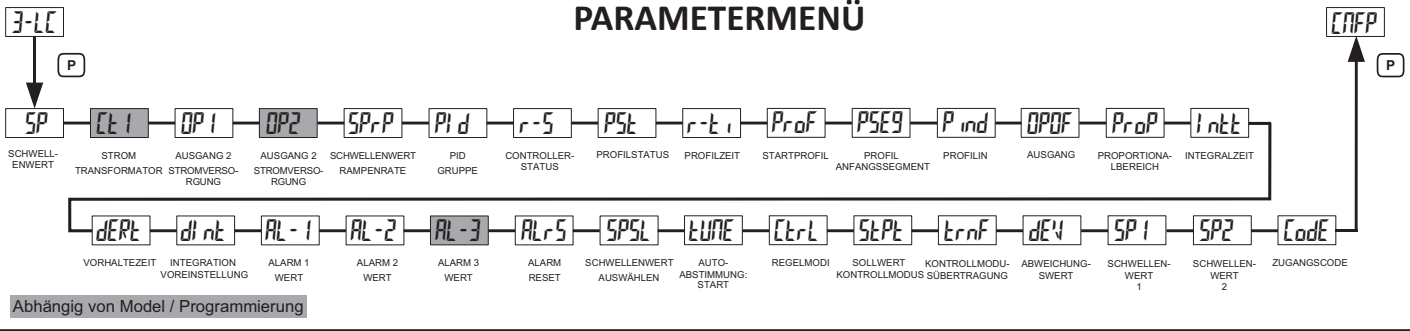 PARAMETERMENÜ
3-LC
CNFP
P
P
SP
Ct 1
OP 1
OP2
SPrP
PI d
r-S
PSt
r-t i
ProF
PSEg
P ind
OPOF
ProP
I ntt
SCHWELL-
ENWERT
STROM
TRANSFORMATOR
AUSGANG 2
STROMVERSO-
RGUNG
AUSGANG 2
STROMVERSO-
RGUNG
SCHWELLENWERT
RAMPENRATE
PID
GRUPPE
CONTROLLER-
STATUS
PROFILSTATUS
PROFILZEIT
STARTPROFIL
PROFIL
ANFANGSSEGMENT
PROFILIN
AUSGANG
PROPORTIONA-
LBEREICH
INTEGRALZEIT
dERt
dI nt
AL - 1
AL -2
AL -3
ALrS
SPSL
tUNE
CtrL
StPt
trnF
dEV
SP 1
SP2
CodE
VORHALTEZEIT
INTEGRATION
VOREINSTELLUNG
ALARM 1
WERT
ALARM 2
WERT
ALARM 3
WERT
ALARM
RESET
SCHWELLENWERT
AUSWÄHLEN
AUTO-
ABSTIMMUNG:
START
REGELMODI
SOLLWERT
KONTROLLMODUS
KONTROLLMODU-
SÜBERTRAGUNG
ABWEICHUNG-
SWERT
SCHWELLEN-
WERT
1
SCHWELLEN-
WERT
2
ZUGANGSCODE
Abhängig von Model / Programmierung